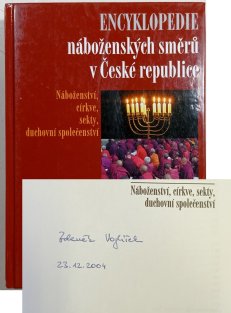 ENCYKLOPEDIE
náboženských směrů
v České republice
Náboženství,
církve,
sekty,
duchovní společenství
Náboženství, církve, sekty,
duchovní společenství
Zdeněk Vojtíšek
23.12.2004